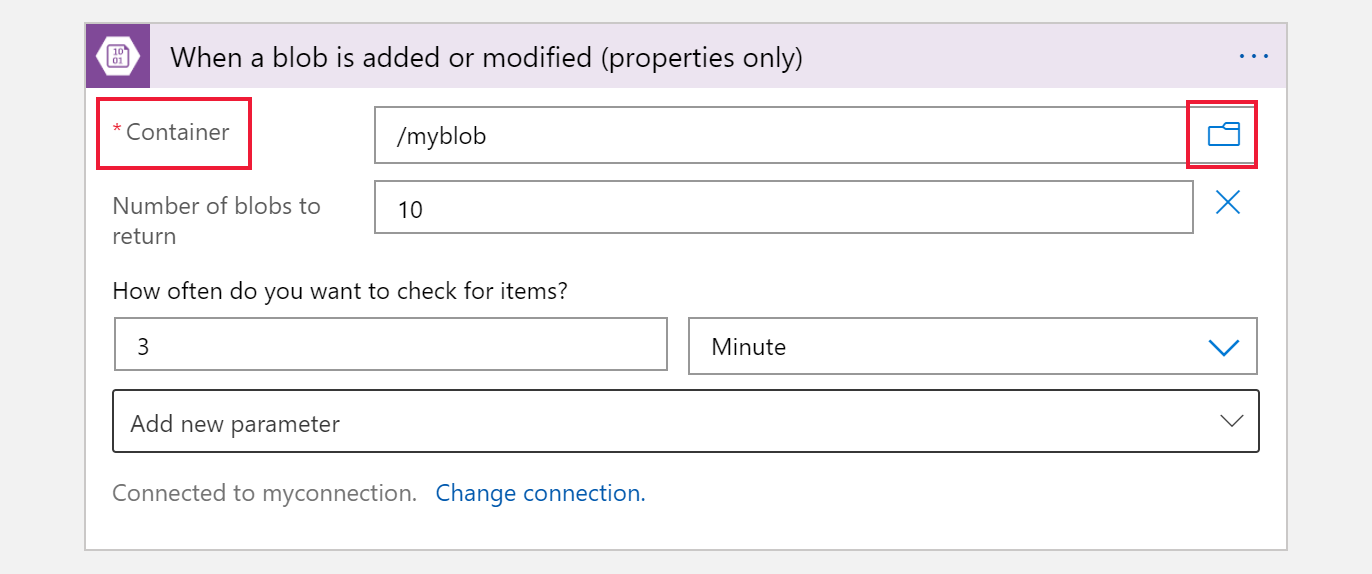 10
01
When a blob is added or modified (properties only)
* Container
/myblob
Number of blobs to
return
10
How often do you want to check for items?
3
Minute
Add new parameter
Connected to myconnection. Change connection.